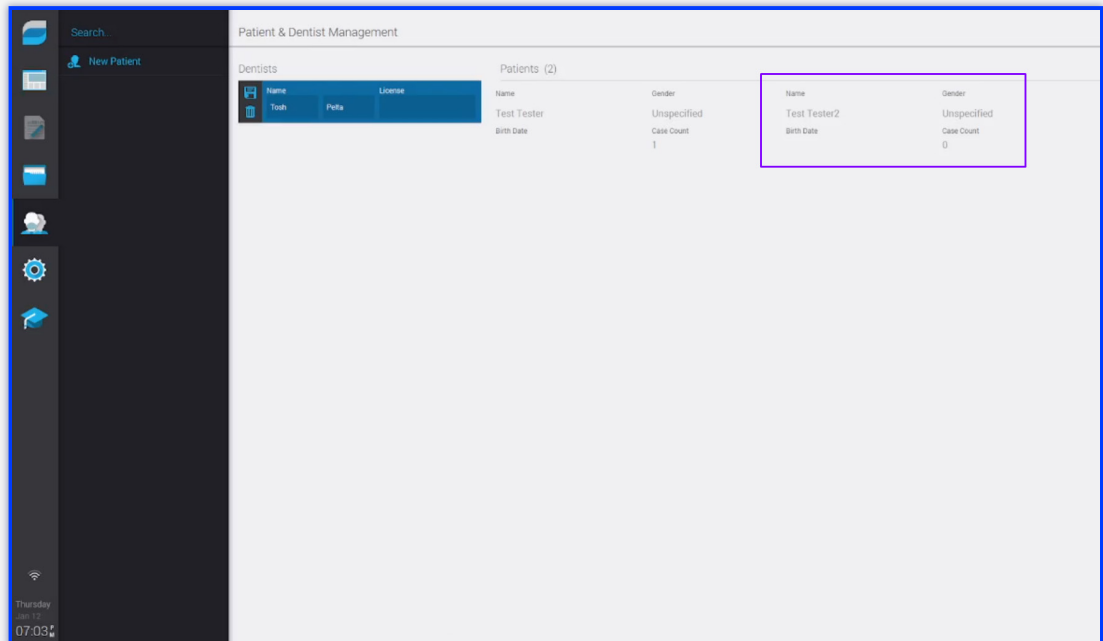 Search...
New Patient
Patient & Dentist Management
Dentists
Name License
Tosh Pelta
Patients (2)
Name Gender
Test Tester Unspecified
Birth Date Case Count
1
Name Gender
Test Tester2 Unspecified
Birth Date Case Count
0
Thursday
Jan 12
07:03 PM